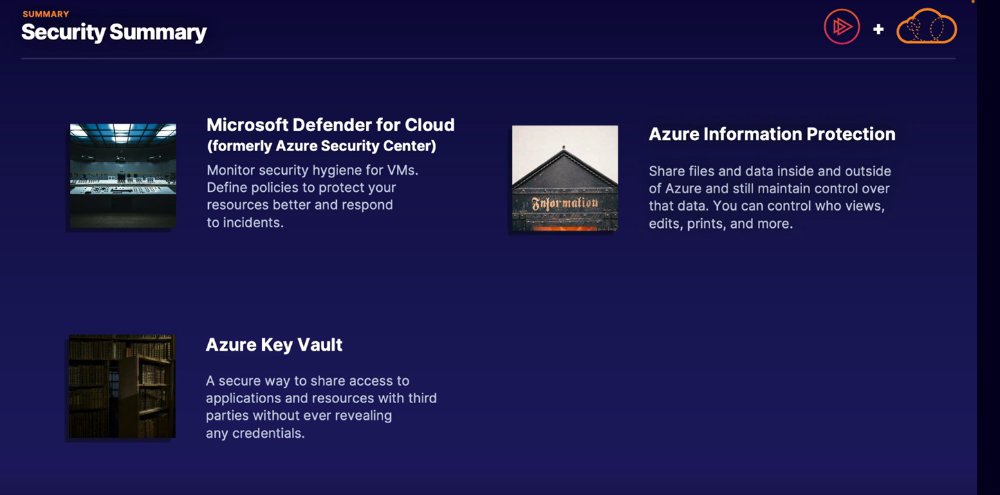 SUMMARY
Security Summary
+
Microsoft Defender for Cloud
(formerly Azure Security Center)
Monitor security hygiene for VMs.
Define policies to protect your
resources better and respond
to incidents.
Information
Azure Information Protection
Share files and data inside and outside
of Azure and still maintain control over
that data. You can control who views,
edits, prints, and more.
Azure Key Vault
A secure way to share access to
applications and resources with third
parties without ever revealing
any credentials.